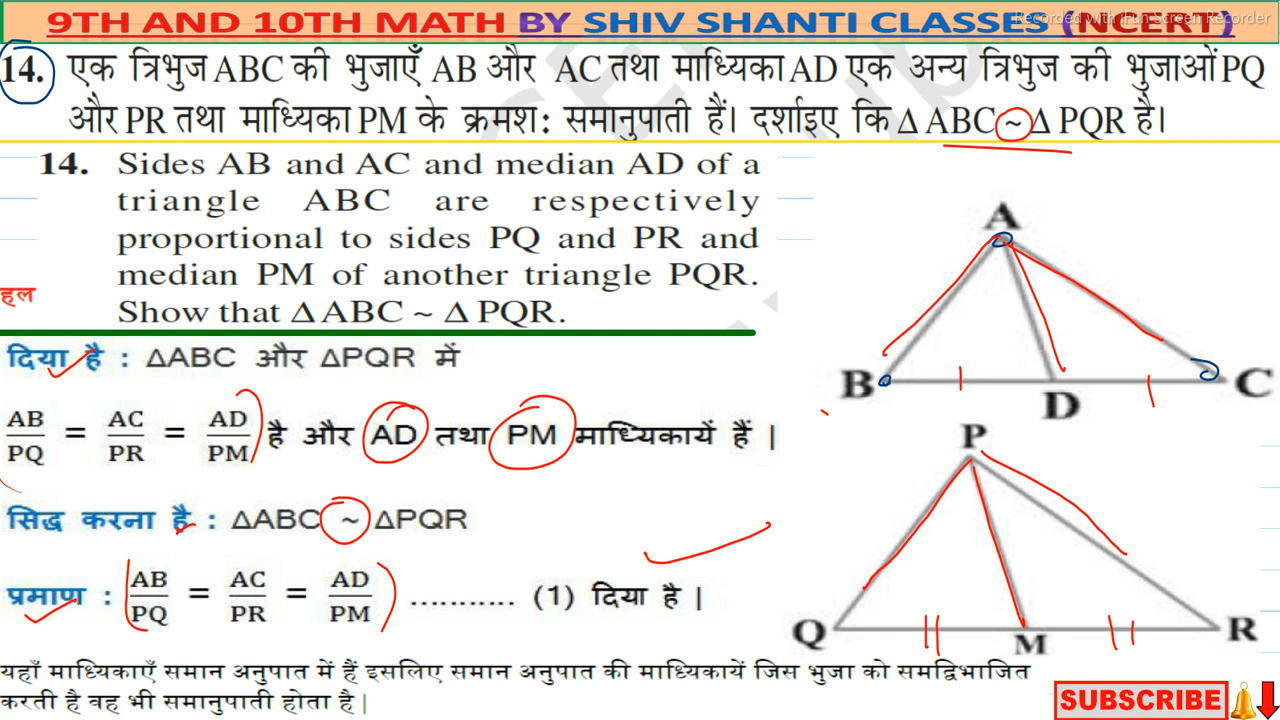 9TH AND 10TH MATH BY SHIV SHANTI CLASSES (NCERT)
Recorded with iFun Screen Recorder
14. एक त्रिभुज ABC की भुजाएँ AB और AC तथा माध्यिका AD एक अन्य त्रिभुज की भुजाओं PQ
और PR तथा माध्यिका PM के क्रमश: समानुपाती हैं। दर्शाइए कि Δ ABC ~ Δ PQR है।
14. Sides AB and AC and median AD of a
triangle ABC are respectively
proportional to sides PQ and PR and
median PM of another triangle PQR.
Show that Δ ABC ~ Δ PQR.
हल
दिया है : ΔABC और ΔPQR में
AB/PQ = AC/PR = AD/PM है और AD तथा PM माध्यिकायें हैं |
सिद्ध करना है : ΔABC ~ ΔPQR
प्रमाण : AB/PQ = AC/PR = AD/PM ........... (1) दिया है |
यहाँ माध्यिकाएँ समान अनुपात में हैं इसलिए समान अनुपात की माध्यिकायें जिस भुजा को समद्विभाजित
करती है वह भी समानुपाती होता है |
A
B
D
C
P
Q
M
R
SUBSCRIBE